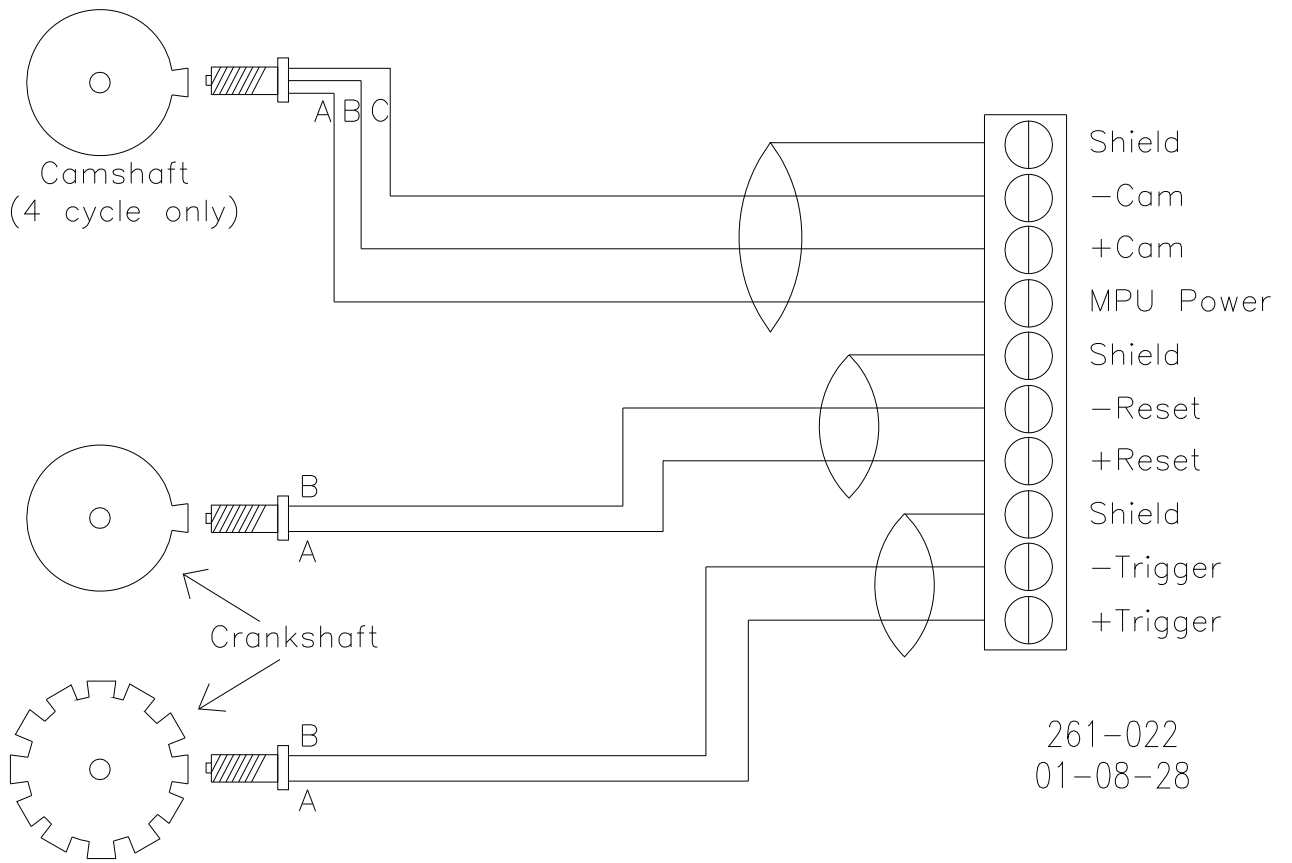 A B C
Camshaft
(4 cycle only)
Shield
-Cam
+Cam
MPU Power
Shield
-Reset
+Reset
Shield
-Trigger
+Trigger
B
A
Crankshaft
B
A
261-022
01-08-28